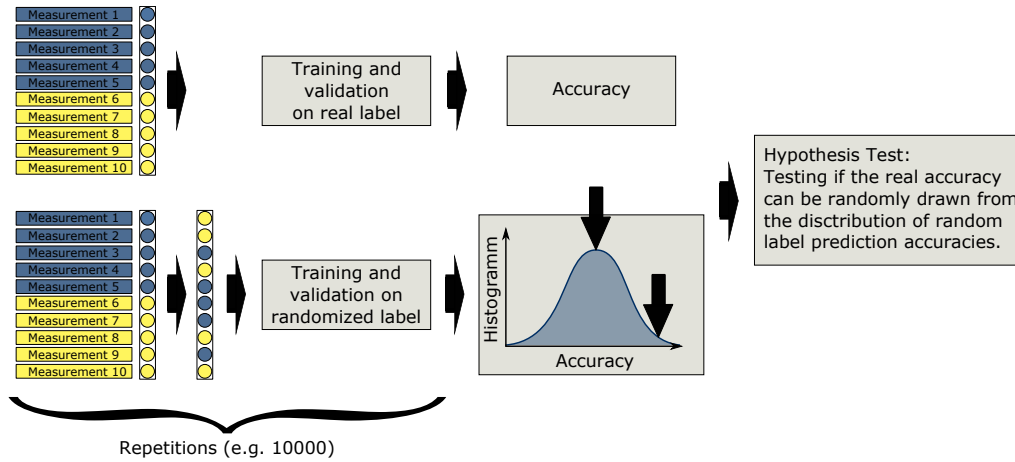 Measurement 1
Measurement 2
Measurement 3
Measurement 4
Measurement 5
Measurement 6
Measurement 7
Measurement 8
Measurement 9
Measurement 10
Training and
validation
on real label
Accuracy
Hypothesis Test:
Testing if the real accuracy
can be randomly drawn from
the disctribution of random
label prediction accuracies.
Measurement 1
Measurement 2
Measurement 3
Measurement 4
Measurement 5
Measurement 6
Measurement 7
Measurement 8
Measurement 9
Measurement 10
Training and
validation on
randomized label
Histogramm
Accuracy
Repetitions (e.g. 10000)